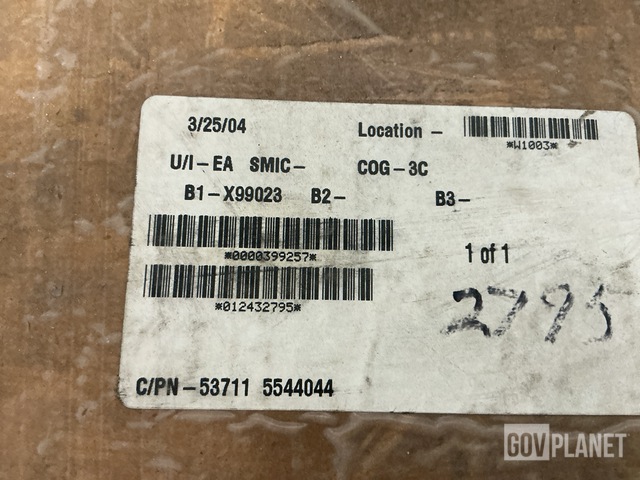 3/25/04 Location - *W1003*
U/I - EA SMIC - COG - 3C
B1 - X99023 B2 - B3 -
*0000399257* 1 of 1
*012432795* 2795
C/PN - 53711 5544044
GOVPLANET